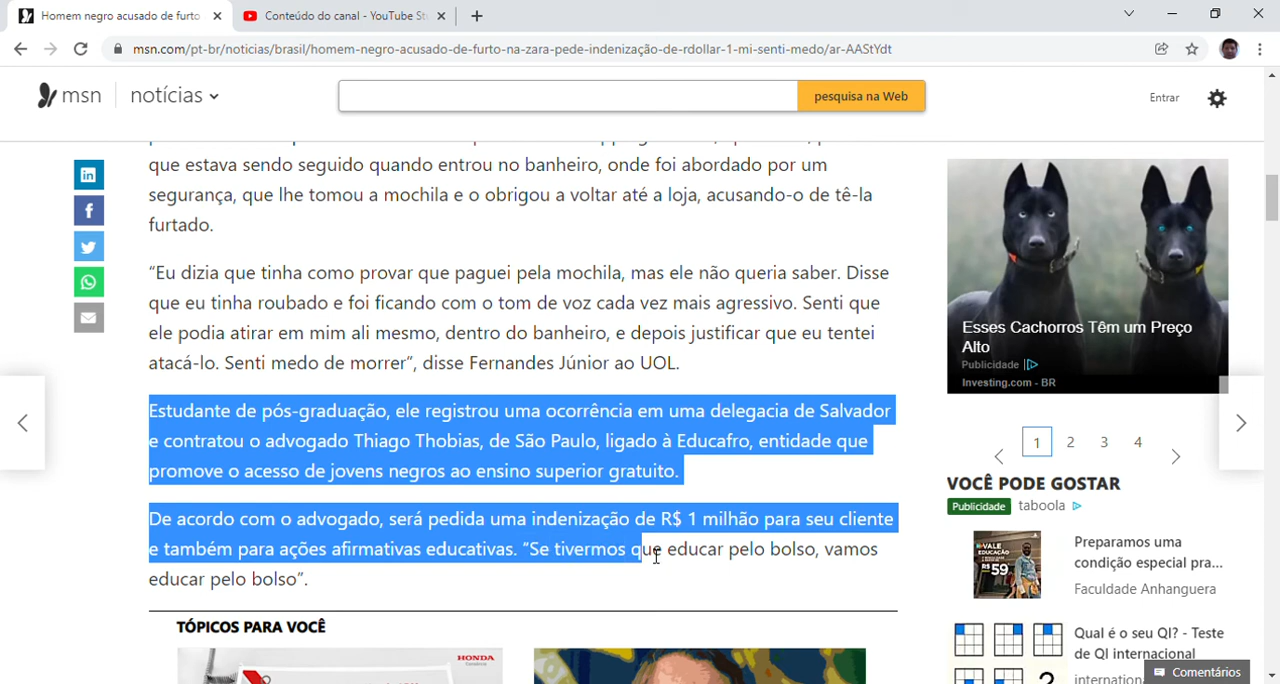 Homem negro acusado de furto
Conteúdo do canal - YouTube St
msn.com/pt-br/noticias/brasil/homem-negro-acusado-de-furto-na-zara-pede-indenização-de-rdollar-1-mi-senti-medo/ar-AAStYdt
msn
notícias
pesquisa na Web
Entrar
que estava sendo seguido quando entrou no banheiro, onde foi abordado por um
segurança, que lhe tomou a mochila e o obrigou a voltar até a loja, acusando-o de tê-la
furtado.
“Eu dizia que tinha como provar que paguei pela mochila, mas ele não queria saber. Disse
que eu tinha roubado e foi ficando com o tom de voz cada vez mais agressivo. Senti que
ele podia atirar em mim ali mesmo, dentro do banheiro, e depois justificar que eu tentei
atacá-lo. Senti medo de morrer”, disse Fernandes Júnior ao UOL.
Estudante de pós-graduação, ele registrou uma ocorrência em uma delegacia de Salvador
e contratou o advogado Thiago Thobias, de São Paulo, ligado à Educafro, entidade que
promove o acesso de jovens negros ao ensino superior gratuito.
De acordo com o advogado, será pedida uma indenização de R$ 1 milhão para seu cliente
e também para ações afirmativas educativas. “Se tivermos que educar pelo bolso, vamos
educar pelo bolso”.
TÓPICOS PARA VOCÊ
HONDA
Esses Cachorros Têm um Preço
Alto
Publicidade
Investing.com - BR
1 2 3 4
VOCÊ PODE GOSTAR
Publicidade taboola
VALE
EDUCAÇÃO
R$ 59
Preparamos uma
condição especial pra...
Faculdade Anhanguera
Qual é o seu QI? - Teste
de QI internacional
internation
Comentários